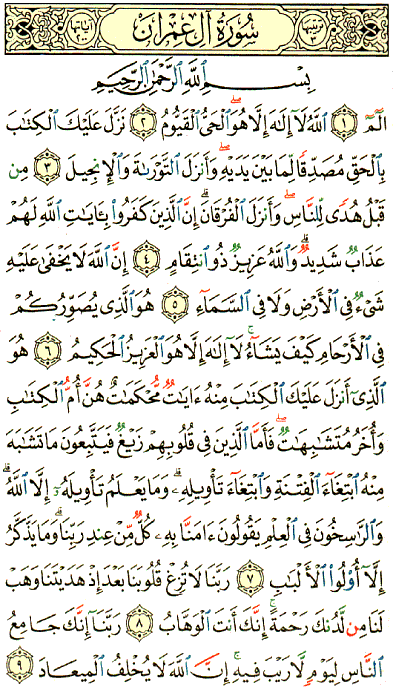 سُورَةُ آلِ عِمْرَان
ترتيبها ٣ آياتها ٢٠٠
بِسْمِ ٱللَّهِ ٱلرَّحْمَٰنِ ٱلرَّحِيمِ
الٓمٓ ۝١ ٱللَّهُ لَآ إِلَٰهَ إِلَّا هُوَ ٱلْحَىُّ ٱلْقَيُّومُ ۝٢ نَزَّلَ عَلَيْكَ ٱلْكِتَٰبَ
بِٱلْحَقِّ مُصَدِّقًا لِّمَا بَيْنَ يَدَيْهِ وَأَنزَلَ ٱلتَّوْرَىٰةَ وَٱلْإِنجِيلَ ۝٣ مِن
قَبْلُ هُدًى لِّلنَّاسِ وَأَنزَلَ ٱلْفُرْقَانَ ۗ إِنَّ ٱلَّذِينَ كَفَرُوا۟ بِـَٔايَٰتِ ٱللَّهِ لَهُمْ
عَذَابٌ شَدِيدٌ ۗ وَٱللَّهُ عَزِيزٌ ذُو ٱنتِقَامٍ ۝٤ إِنَّ ٱللَّهَ لَا يَخْفَىٰ عَلَيْهِ
شَىْءٌ فِى ٱلْأَرْضِ وَلَا فِى ٱلسَّمَآءِ ۝٥ هُوَ ٱلَّذِى يُصَوِّرُكُمْ
فِى ٱلْأَرْحَامِ كَيْفَ يَشَآءُ ۚ لَآ إِلَٰهَ إِلَّا هُوَ ٱلْعَزِيزُ ٱلْحَكِيمُ ۝٦ هُوَ
ٱلَّذِىٓ أَنزَلَ عَلَيْكَ ٱلْكِتَٰبَ مِنْهُ ءَايَٰتٌ مُّحْكَمَٰتٌ هُنَّ أُمُّ ٱلْكِتَٰبِ
وَأُخَرُ مُتَشَٰبِهَٰتٌ ۖ فَأَمَّا ٱلَّذِينَ فِى قُلُوبِهِمْ زَيْغٌ فَيَتَّبِعُونَ مَا تَشَٰبَهَ
مِنْهُ ٱبْتِغَآءَ ٱلْفِتْنَةِ وَٱبْتِغَآءَ تَأْوِيلِهِۦ ۗ وَمَا يَعْلَمُ تَأْوِيلَهُۥٓ إِلَّا ٱللَّهُ ۗ
وَٱلرَّٰسِخُونَ فِى ٱلْعِلْمِ يَقُولُونَ ءَامَنَّا بِهِۦ كُلٌّ مِّنْ عِندِ رَبِّنَا ۗ وَمَا يَذَّكَّرُ
إِلَّآ أُو۟لُوا۟ ٱلْأَلْبَٰبِ ۝٧ رَبَّنَا لَا تُزِغْ قُلُوبَنَا بَعْدَ إِذْ هَدَيْتَنَا وَهَبْ
لَنَا مِن لَّدُنكَ رَحْمَةً ۚ إِنَّكَ أَنتَ ٱلْوَهَّابُ ۝٨ رَبَّنَآ إِنَّكَ جَامِعُ
ٱلنَّاسِ لِيَوْمٍ لَّا رَيْبَ فِيهِ ۚ إِنَّ ٱللَّهَ لَا يُخْلِفُ ٱلْمِيعَادَ ۝٩